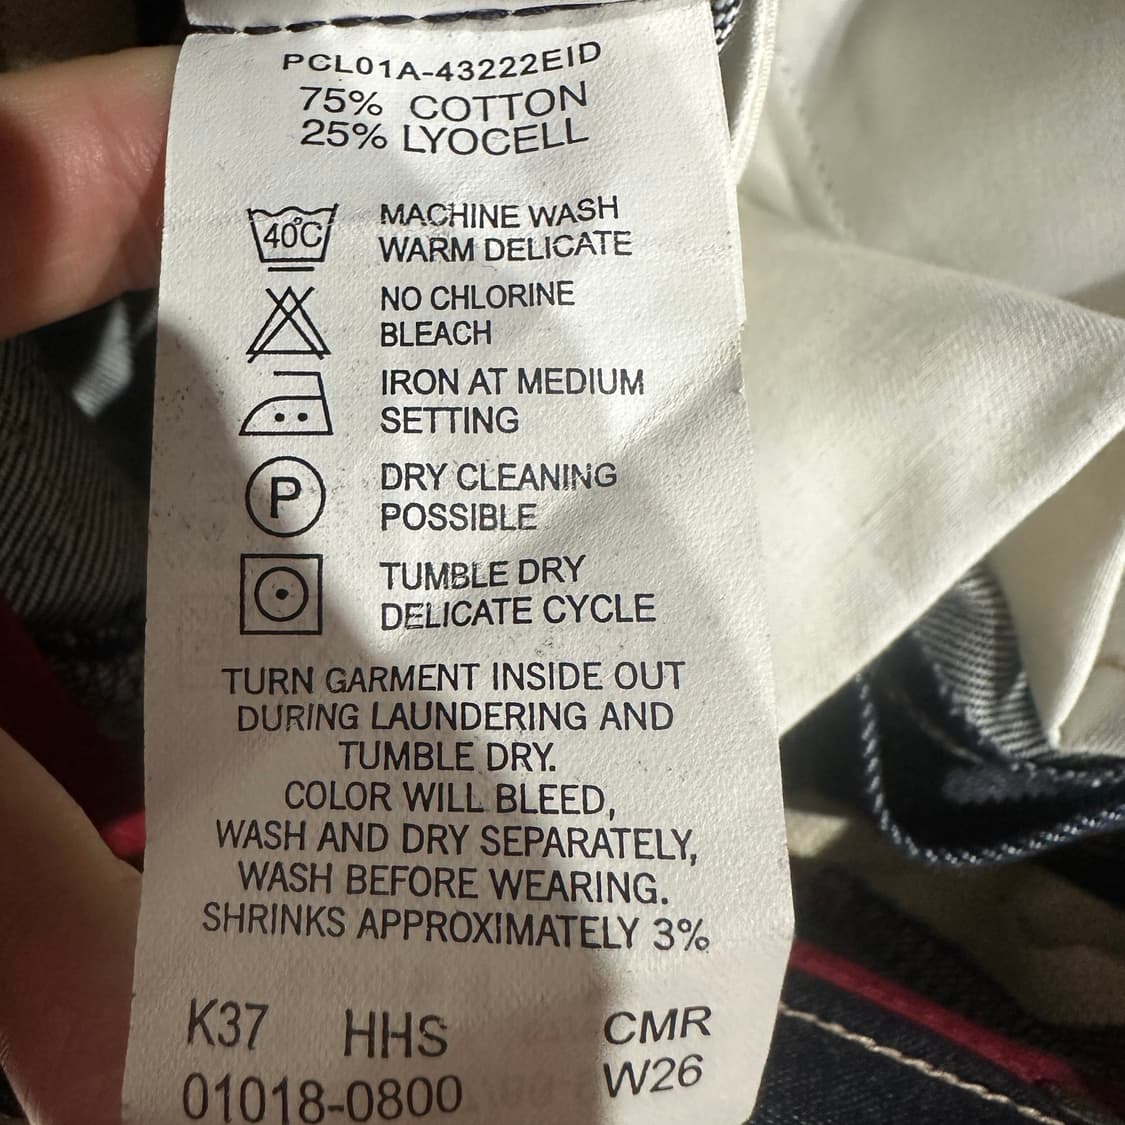 PCL01A-43222EID
75% COTTON
25% LYOCELL
40°C
MACHINE WASH
WARM DELICATE
NO CHLORINE
BLEACH
IRON AT MEDIUM
SETTING
P
DRY CLEANING
POSSIBLE
TUMBLE DRY
DELICATE CYCLE
TURN GARMENT INSIDE OUT
DURING LAUNDERING AND
TUMBLE DRY.
COLOR WILL BLEED,
WASH AND DRY SEPARATELY,
WASH BEFORE WEARING.
SHRINKS APPROXIMATELY 3%
K37 HHS CMR
01018-0800 W26